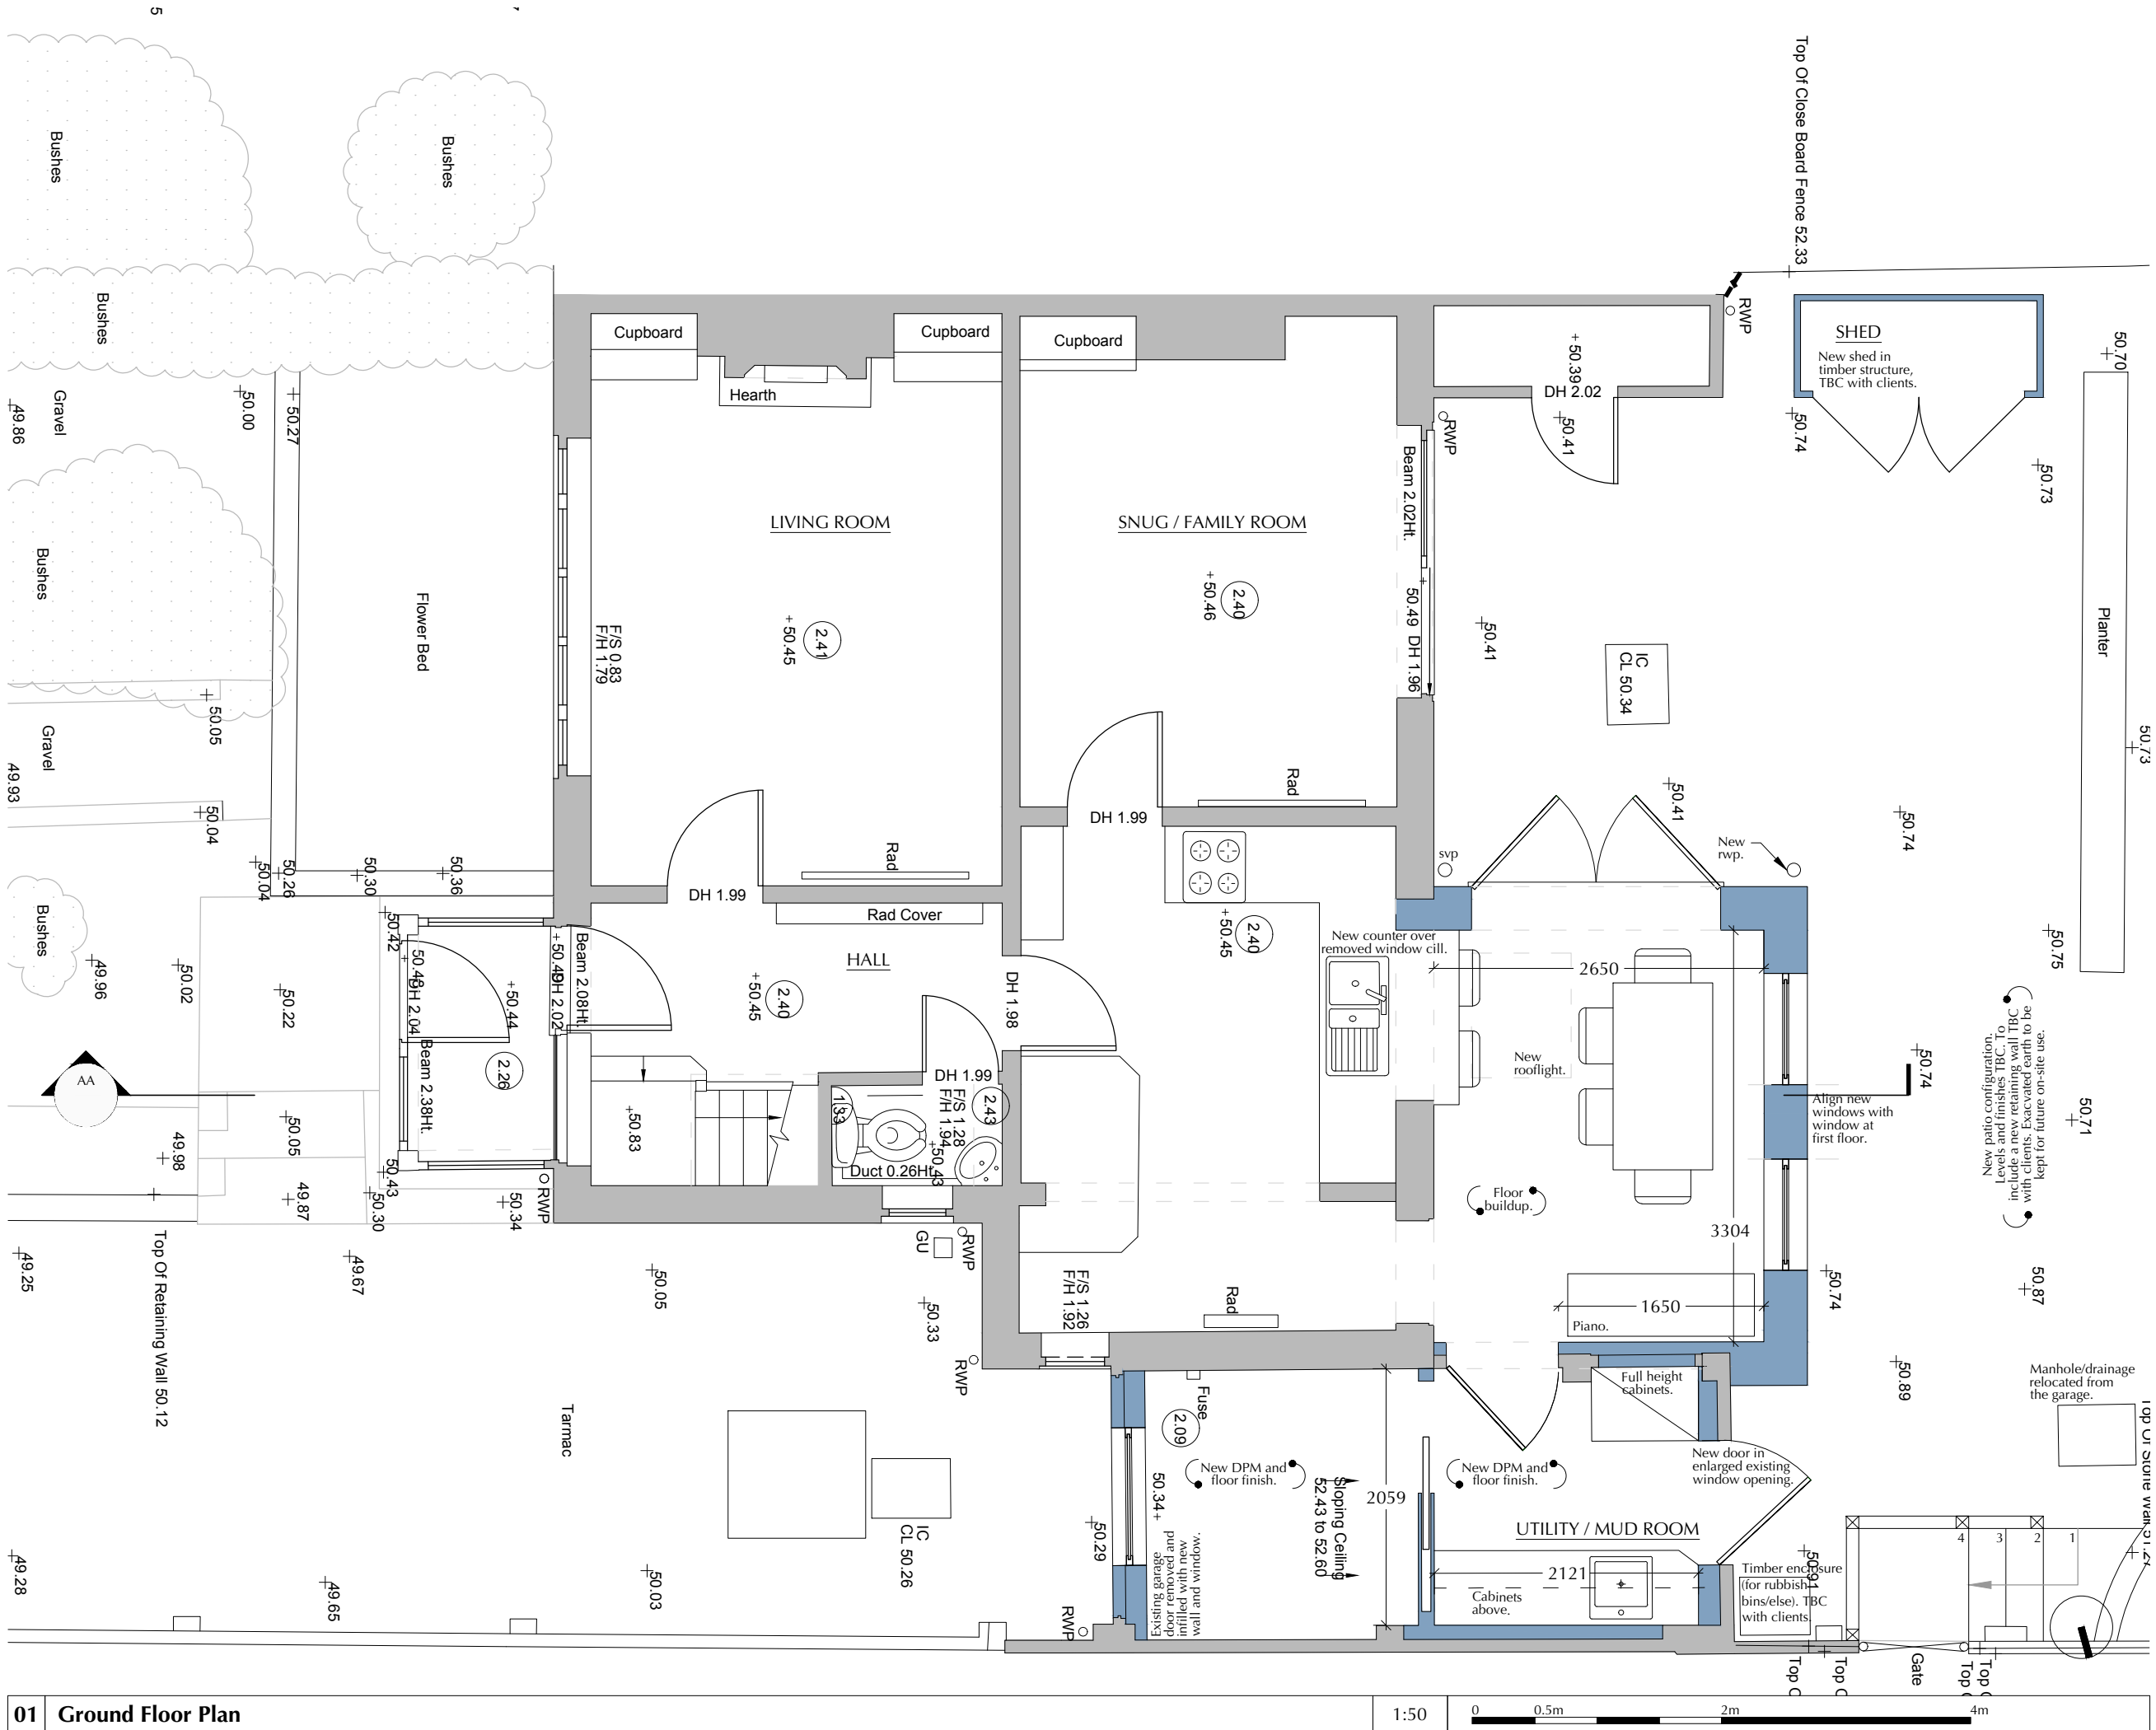 5
Top Of Close Board Fence 52.33
Bushes
Bushes
Bushes
Cupboard
Cupboard
Cupboard
Hearth
RWP
SHED
New shed in
timber structure,
TBC with clients.
50.70
50.39
DH 2.02
50.41
RWP
50.74
50.73
Gravel
49.86
50.00
50.27
Bushes
Flower Bed
LIVING ROOM
SNUG / FAMILY ROOM
Beam 2.02Ht.
50.49 DH 1.96
50.46
2.40
50.45
2.41
F/S 0.83
F/H 1.79
50.41
IC
CL 50.34
Planter
50.73
50.05
Gravel
49.93
50.04
Rad
DH 1.99
50.41
50.74
New
rwp.
svp
50.04
50.26
50.30
50.36
Rad
DH 1.99
Rad Cover
HALL
50.45
2.40
New counter over
removed window cill.
2650
50.75
Bushes
49.96
50.02
50.22
50.42
50.48
DH 2.04
50.44
50.49
DH 2.02
Beam 2.08Ht.
Beam 2.38Ht.
2.26
50.45
2.40
DH 1.98
DH 1.99
2.43
F/S 1.28
F/H 1.94
50.43
1.33
Duct 0.26Ht.
50.83
AA
New
rooflight.
50.74
Align new
windows with
window at
first floor.
New patio configuration.
Levels and finishes TBC. To
include a new retaining wall TBC
with clients. Exacvated earth to be
kept for future on-site use.
50.71
50.05
49.98
49.87
50.43
50.30
50.34
RWP
Floor
buildup.
3304
50.74
50.87
49.25
Top Of Retaining Wall 50.12
49.67
50.05
GU
RWP
50.33
F/S 1.26
F/H 1.92
Rad
1650
Piano.
RWP
50.89
Manhole/drainage
relocated from
the garage.
Full height
cabinets.
Fuse
2.09
Tarmac
New DPM and
floor finish.
New DPM and
floor finish.
New door in
enlarged existing
window opening.
50.34
Sloping Ceiling
52.43 to 52.60
2059
UTILITY / MUD ROOM
IC
CL 50.26
50.29
Existing garage
door removed and
infilled with new
window and wall.
2121
Cabinets
above.
50.91
Timber enclosure
(for rubbish
bins/else). TBC
with clients.
4
3
2
1
49.28
49.65
50.03
RWP
Gate
01 Ground Floor Plan
1:50
0 0.5m 2m 4m